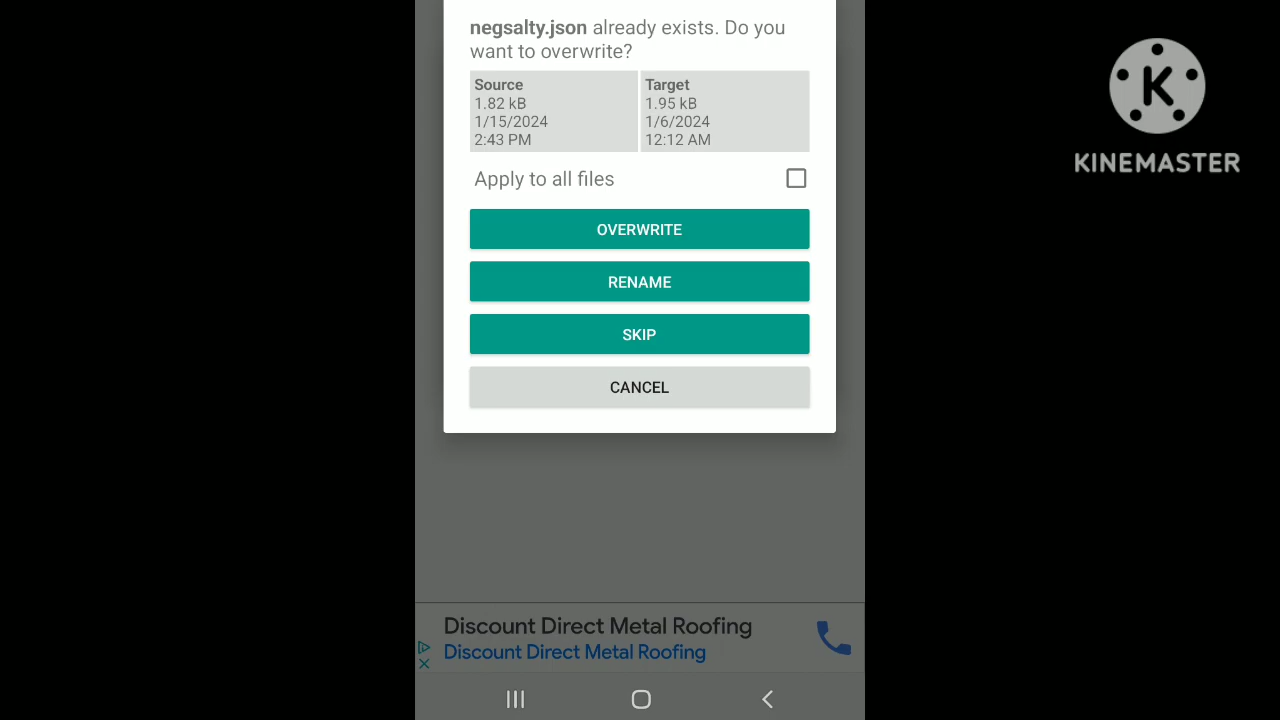 negsalty.json already exists. Do you
want to overwrite?
Source
1.82 kB
1/15/2024
2:43 PM
Target
1.95 kB
1/6/2024
12:12 AM
Apply to all files
OVERWRITE
RENAME
SKIP
CANCEL
Discount Direct Metal Roofing
Discount Direct Metal Roofing
K
KINEMASTER